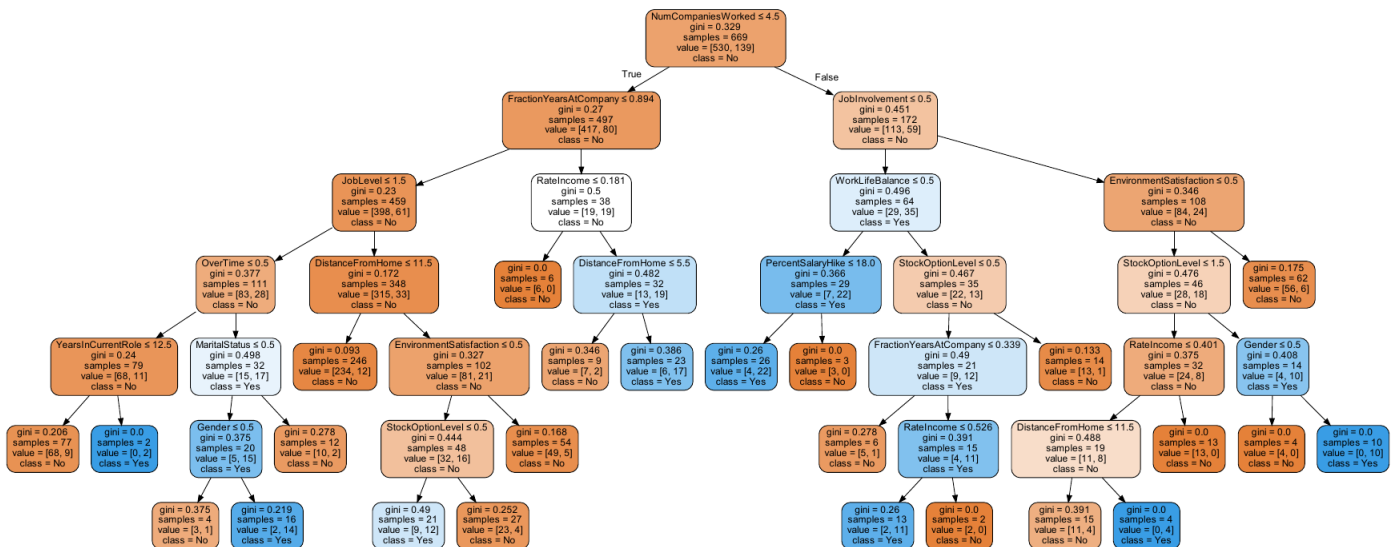 NumCompaniesWorked ≤ 4.5
gini = 0.329
samples = 669
value = [530, 139]
class = No
True
False
FractionYearsAtCompany ≤ 0.894
gini = 0.27
samples = 497
value = [417, 80]
class = No
JobInvolvement ≤ 0.5
gini = 0.451
samples = 172
value = [113, 59]
class = No
JobLevel ≤ 1.5
gini = 0.23
samples = 459
value = [398, 61]
class = No
RateIncome ≤ 0.181
gini = 0.5
samples = 38
value = [19, 19]
class = No
WorkLifeBalance ≤ 0.5
gini = 0.496
samples = 64
value = [29, 35]
class = Yes
EnvironmentSatisfaction ≤ 0.5
gini = 0.346
samples = 108
value = [84, 24]
class = No
OverTime ≤ 0.5
gini = 0.377
samples = 111
value = [83, 28]
class = No
DistanceFromHome ≤ 11.5
gini = 0.172
samples = 348
value = [315, 33]
class = No
gini = 0.0
samples = 6
value = [6, 0]
class = No
DistanceFromHome ≤ 5.5
gini = 0.482
samples = 32
value = [13, 19]
class = Yes
PercentSalaryHike ≤ 18.0
gini = 0.366
samples = 29
value = [7, 22]
class = Yes
StockOptionLevel ≤ 0.5
gini = 0.467
samples = 35
value = [22, 13]
class = No
StockOptionLevel ≤ 1.5
gini = 0.476
samples = 46
value = [28, 18]
class = No
gini = 0.175
samples = 62
value = [56, 6]
class = No
YearsInCurrentRole ≤ 12.5
gini = 0.24
samples = 79
value = [68, 11]
class = No
MaritalStatus ≤ 0.5
gini = 0.498
samples = 32
value = [15, 17]
class = Yes
gini = 0.093
samples = 246
value = [234, 12]
class = No
EnvironmentSatisfaction ≤ 0.5
gini = 0.327
samples = 102
value = [81, 21]
class = No
gini = 0.346
samples = 9
value = [7, 2]
class = No
gini = 0.386
samples = 23
value = [6, 17]
class = Yes
gini = 0.26
samples = 26
value = [4, 22]
class = Yes
gini = 0.0
samples = 3
value = [3, 0]
class = No
FractionYearsAtCompany ≤ 0.339
gini = 0.49
samples = 21
value = [9, 12]
class = Yes
gini = 0.133
samples = 14
value = [13, 1]
class = No
RateIncome ≤ 0.401
gini = 0.375
samples = 32
value = [24, 8]
class = No
Gender ≤ 0.5
gini = 0.408
samples = 14
value = [4, 10]
class = Yes
gini = 0.206
samples = 77
value = [68, 9]
class = No
gini = 0.0
samples = 2
value = [0, 2]
class = Yes
Gender ≤ 0.5
gini = 0.375
samples = 20
value = [5, 15]
class = Yes
gini = 0.278
samples = 12
value = [10, 2]
class = No
StockOptionLevel ≤ 0.5
gini = 0.444
samples = 48
value = [32, 16]
class = No
gini = 0.168
samples = 54
value = [49, 5]
class = No
gini = 0.278
samples = 6
value = [5, 1]
class = No
RateIncome ≤ 0.526
gini = 0.391
samples = 15
value = [4, 11]
class = Yes
DistanceFromHome ≤ 11.5
gini = 0.488
samples = 19
value = [11, 8]
class = No
gini = 0.0
samples = 13
value = [13, 0]
class = No
gini = 0.0
samples = 4
value = [4, 0]
class = No
gini = 0.0
samples = 10
value = [0, 10]
class = Yes
gini = 0.375
samples = 4
value = [3, 1]
class = No
gini = 0.219
samples = 16
value = [2, 14]
class = Yes
gini = 0.49
samples = 21
value = [9, 12]
class = Yes
gini = 0.252
samples = 27
value = [23, 4]
class = No
gini = 0.26
samples = 13
value = [2, 11]
class = Yes
gini = 0.0
samples = 2
value = [2, 0]
class = No
gini = 0.391
samples = 15
value = [11, 4]
class = No
gini = 0.0
samples = 4
value = [0, 4]
class = Yes